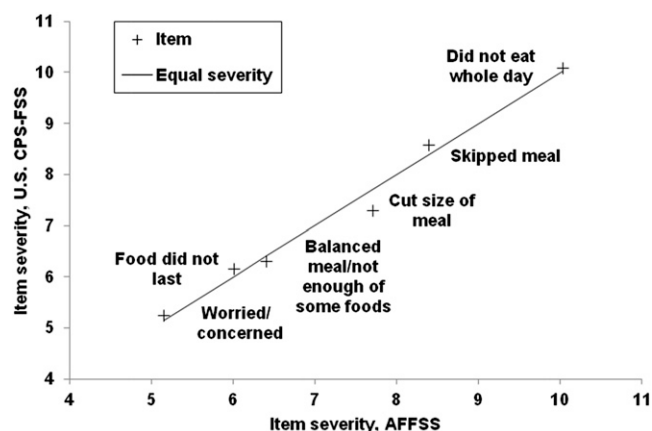 11
10
9
8
7
6
5
4
Item severity, U.S. CPS-FSS
Item
Equal severity
Did not eat
whole day
Skipped meal
Cut size of
meal
Food did not
last
Balanced
meal/not
enough of
some foods
Worried/
concerned
4 5 6 7 8 9 10 11
Item severity, AFFSS